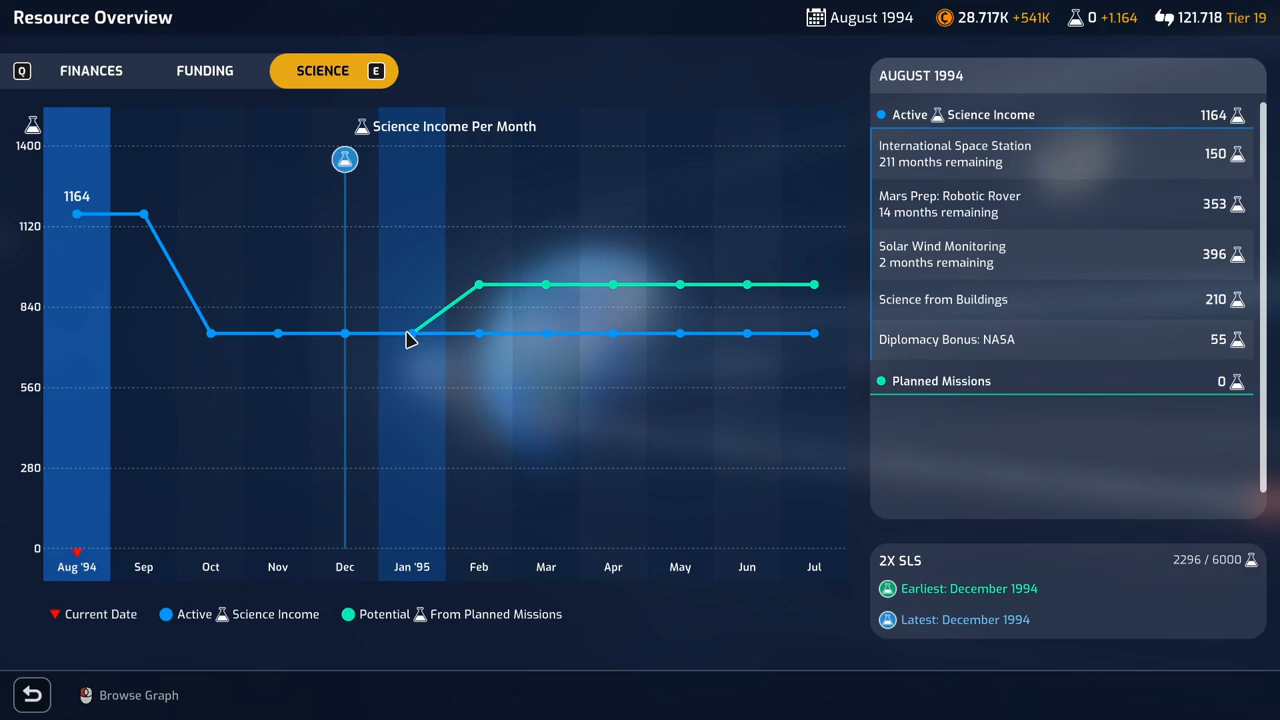 Resource Overview
August 1994
28.717K +541K
0 +1.164
121.718 Tier 19
Q
FINANCES
FUNDING
SCIENCE
E
Science Income Per Month
1400
1120
840
560
280
0
1164
Aug '94
Sep
Oct
Nov
Dec
Jan '95
Feb
Mar
Apr
May
Jun
Jul
Current Date
Active Science Income
Potential From Planned Missions
AUGUST 1994
Active Science Income 1164
International Space Station
211 months remaining
150
Mars Prep: Robotic Rover
14 months remaining
353
Solar Wind Monitoring
2 months remaining
396
Science from Buildings 210
Diplomacy Bonus: NASA 55
Planned Missions 0
2X SLS 2296 / 6000
Earliest: December 1994
Latest: December 1994
Browse Graph